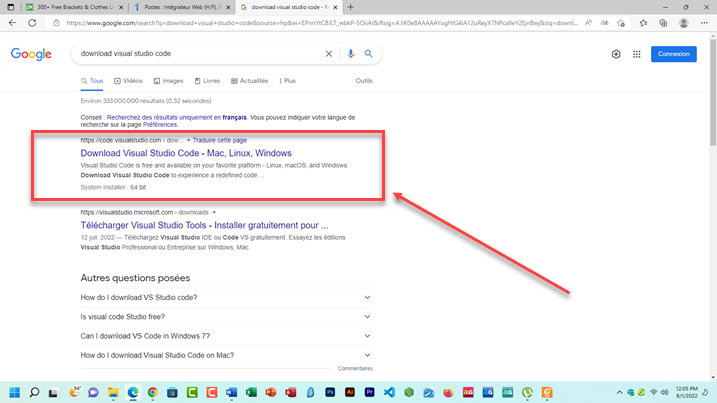 300+ Free Brackets & Clothes Li
Postes : Intégrateur Web (H/F), M
download visual studio code - R
https://www.google.com/search?q=download+visual+studio+code&source=hp&ei=
Google
download visual studio code
Connexion
Tous
Vidéos
Images
Livres
Actualités
Plus
Outils
Environ 333 000 000 résultats (0,52 secondes)
Conseil : Recherchez des résultats uniquement en français. Vous pouvez indiquer votre langue de
recherche sur la page Préférences.
https://code.visualstudio.com › dow... Traduire cette page
Download Visual Studio Code - Mac, Linux, Windows
Visual Studio Code is free and available on your favorite platform - Linux, macOS, and Windows.
Download Visual Studio Code to experience a redefined code ...
System Installer : 64 bit
https://visualstudio.microsoft.com › downloads
Télécharger Visual Studio Tools - Installer gratuitement pour ...
12 juil. 2022 — Téléchargez Visual Studio IDE ou Code VS gratuitement. Essayez les éditions
Visual Studio Professional ou Entreprise sur Windows, Mac.
Autres questions posées
How do I download VS Studio code?
Is visual code Studio free?
Can I download VS Code in Windows 7?
How do I download Visual Studio Code on Mac?
Commentaires
54°
Ps
Ai
Pr
12:05 PM
8/1/2022